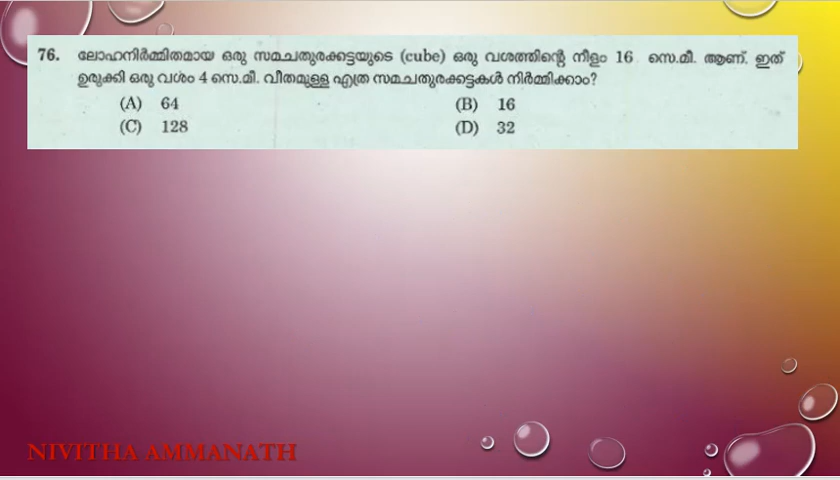 76. ലോഹനിർമ്മിതമായ ഒരു സമചതുരക്കട്ടയുടെ (cube) ഒരു വശത്തിന്റെ നീളം 16 സെ.മീ. ആണ്. ഇത്
ഉരുക്കി ഒരു വശം 4 സെ.മീ. വീതമുള്ള എത്ര സമചതുരക്കട്ടകൾ നിർമ്മിക്കാം?
(A) 64 (B) 16
(C) 128 (D) 32
NIVITHA AMMANATH